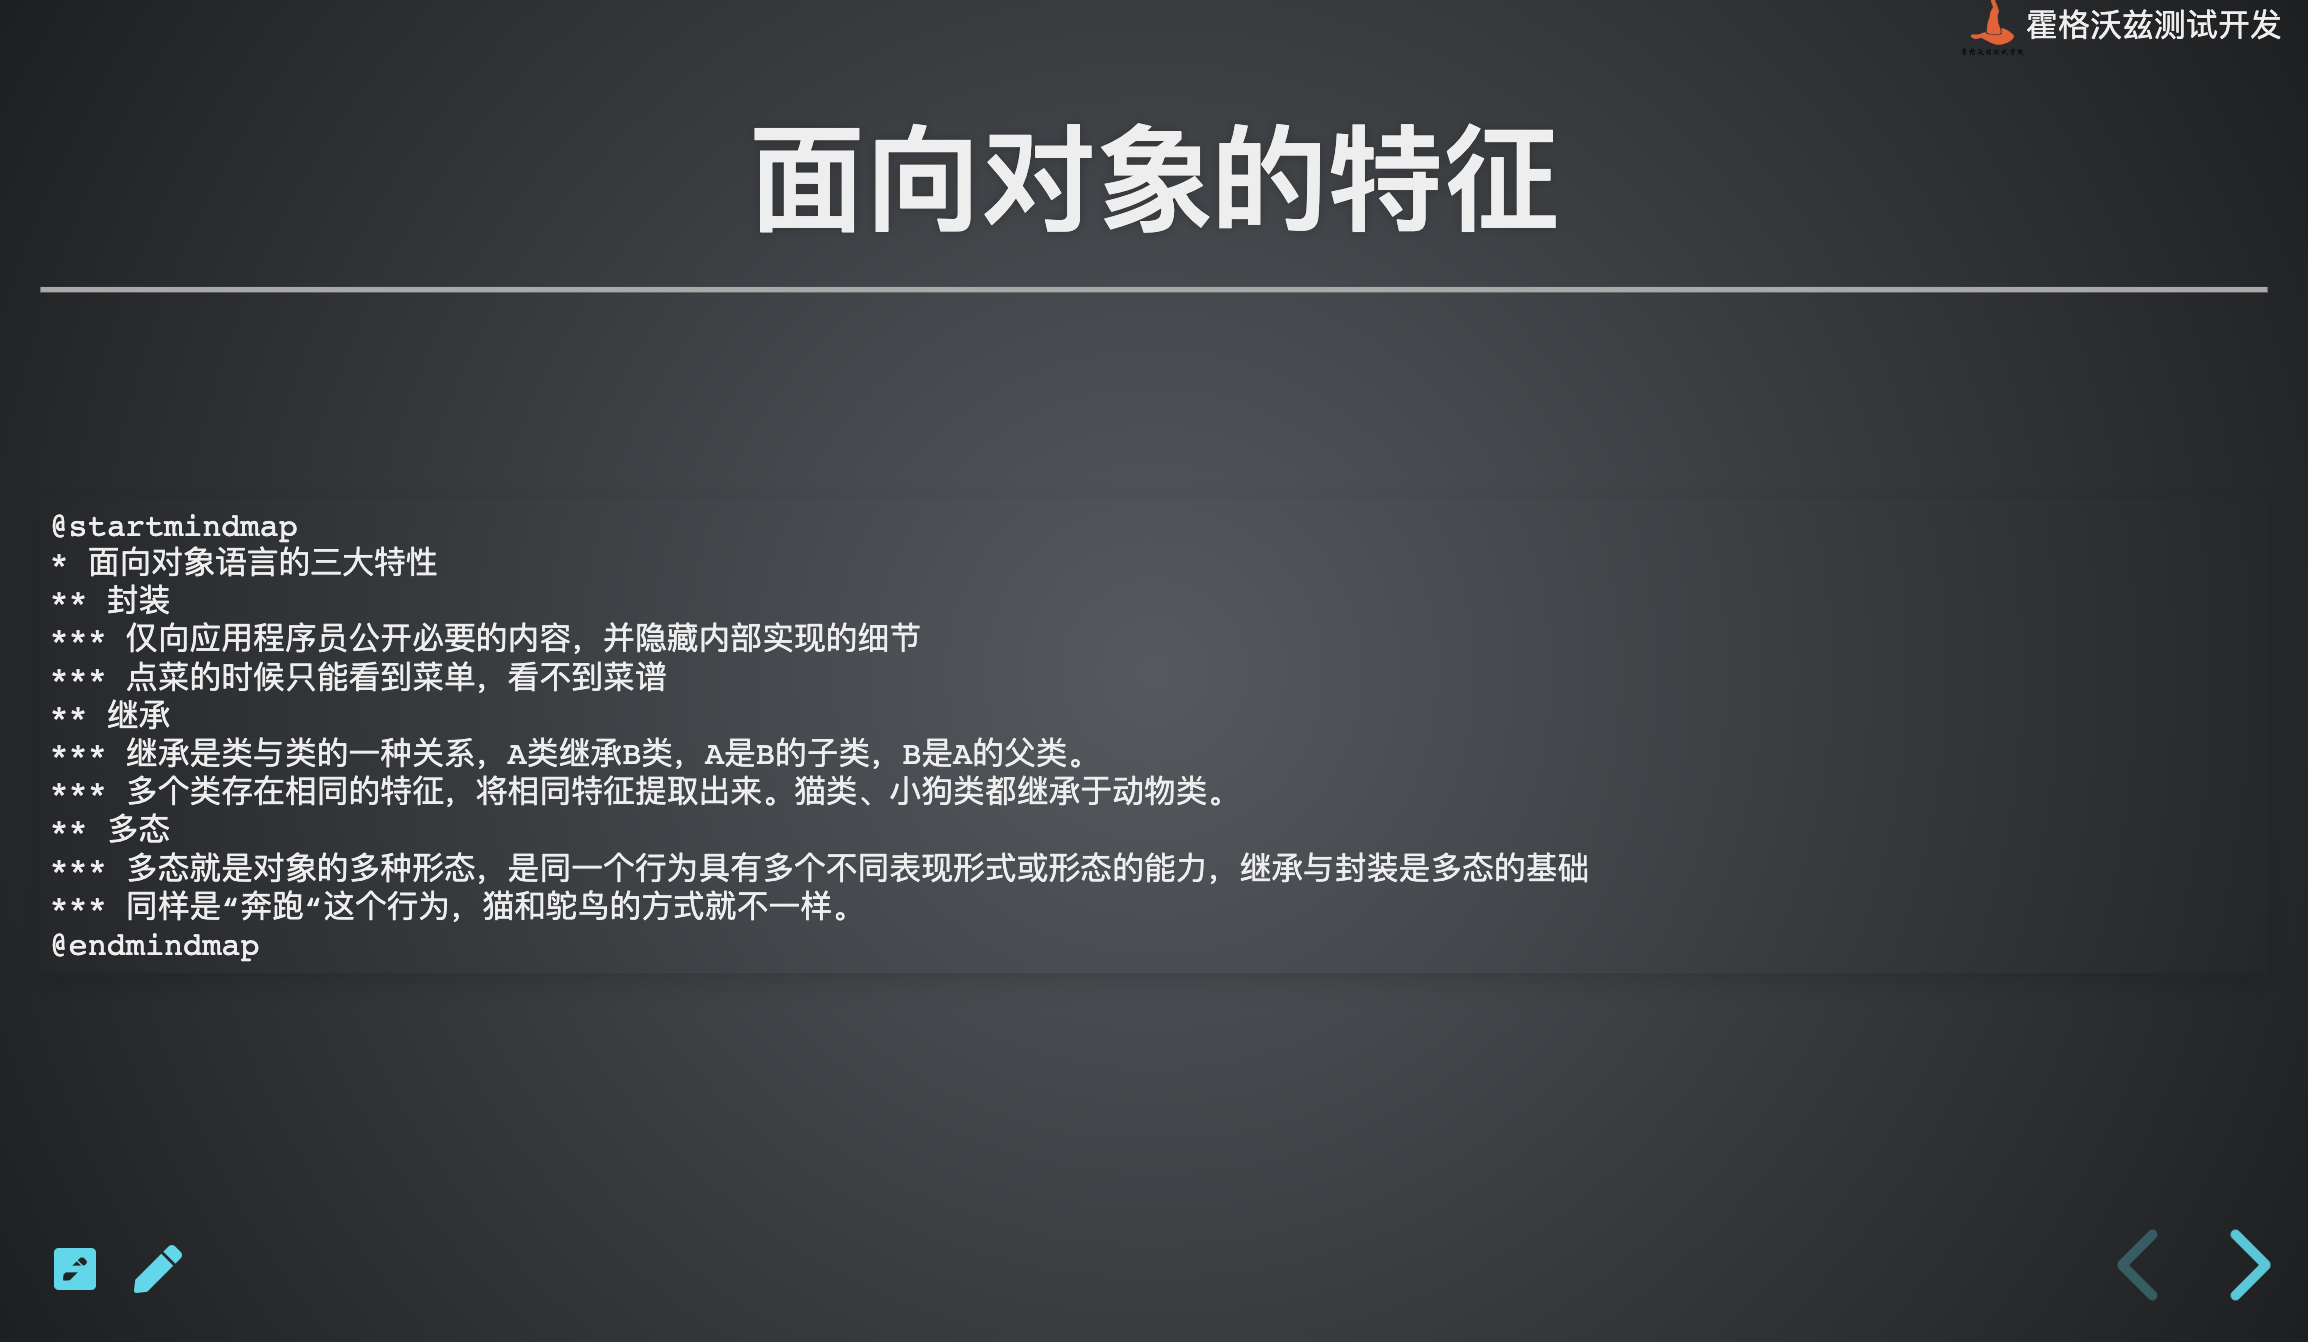 霍格沃兹测试开发
面向对象的特征
@startmindmap
* 面向对象语言的三大特性
** 封装
*** 仅向应用程序员公开必要的内容，并隐藏内部实现的细节
*** 点菜的时候只能看到菜单，看不到菜谱
** 继承
*** 继承是类与类的一种关系，A类继承B类，A是B的子类，B是A的父类。
*** 多个类存在相同的特征，将相同特征提取出来。猫类、小狗类都继承于动物类。
** 多态
*** 多态就是对象的多种形态，是同一个行为具有多个不同表现形式或形态的能力，继承与封装是多态的基础
*** 同样是“奔跑“这个行为，猫和鸵鸟的方式就不一样。
@endmindmap